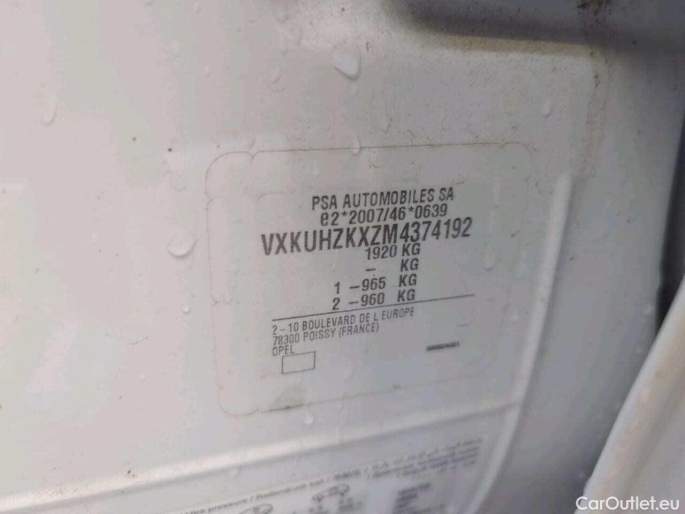 PSA AUTOMOBILES SA
e2*2007/46*0639
VXKUHZKXZM4374192
1920 KG
- KG
1 -965 KG
2 -960 KG
2-10 BOULEVARD DE L EUROPE
78300 POISSY (FRANCE)
OPEL
CarOutlet.eu